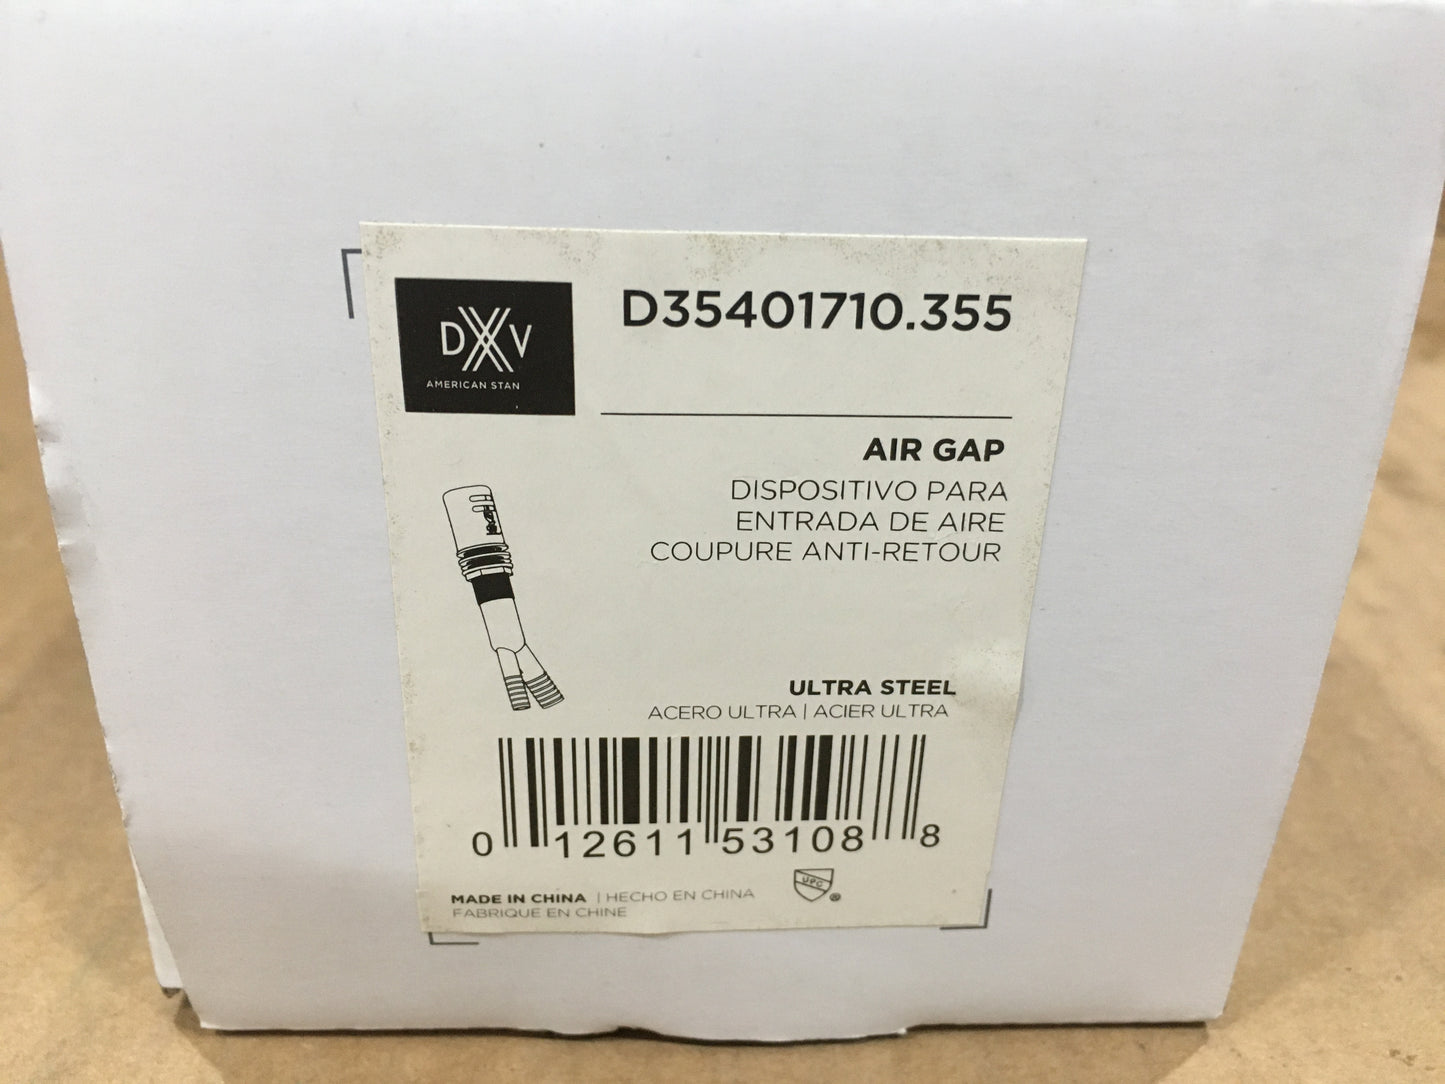 DXV
AMERICAN STAN
D35401710.355
AIR GAP
DISPOSITIVO PARA
ENTRADA DE AIRE
COUPURE ANTI-RETOUR
ULTRA STEEL
ACERO ULTRA | ACIER ULTRA
0 12611 53108 8
MADE IN CHINA | HECHO EN CHINA
FABRIQUE EN CHINE
UPC ®